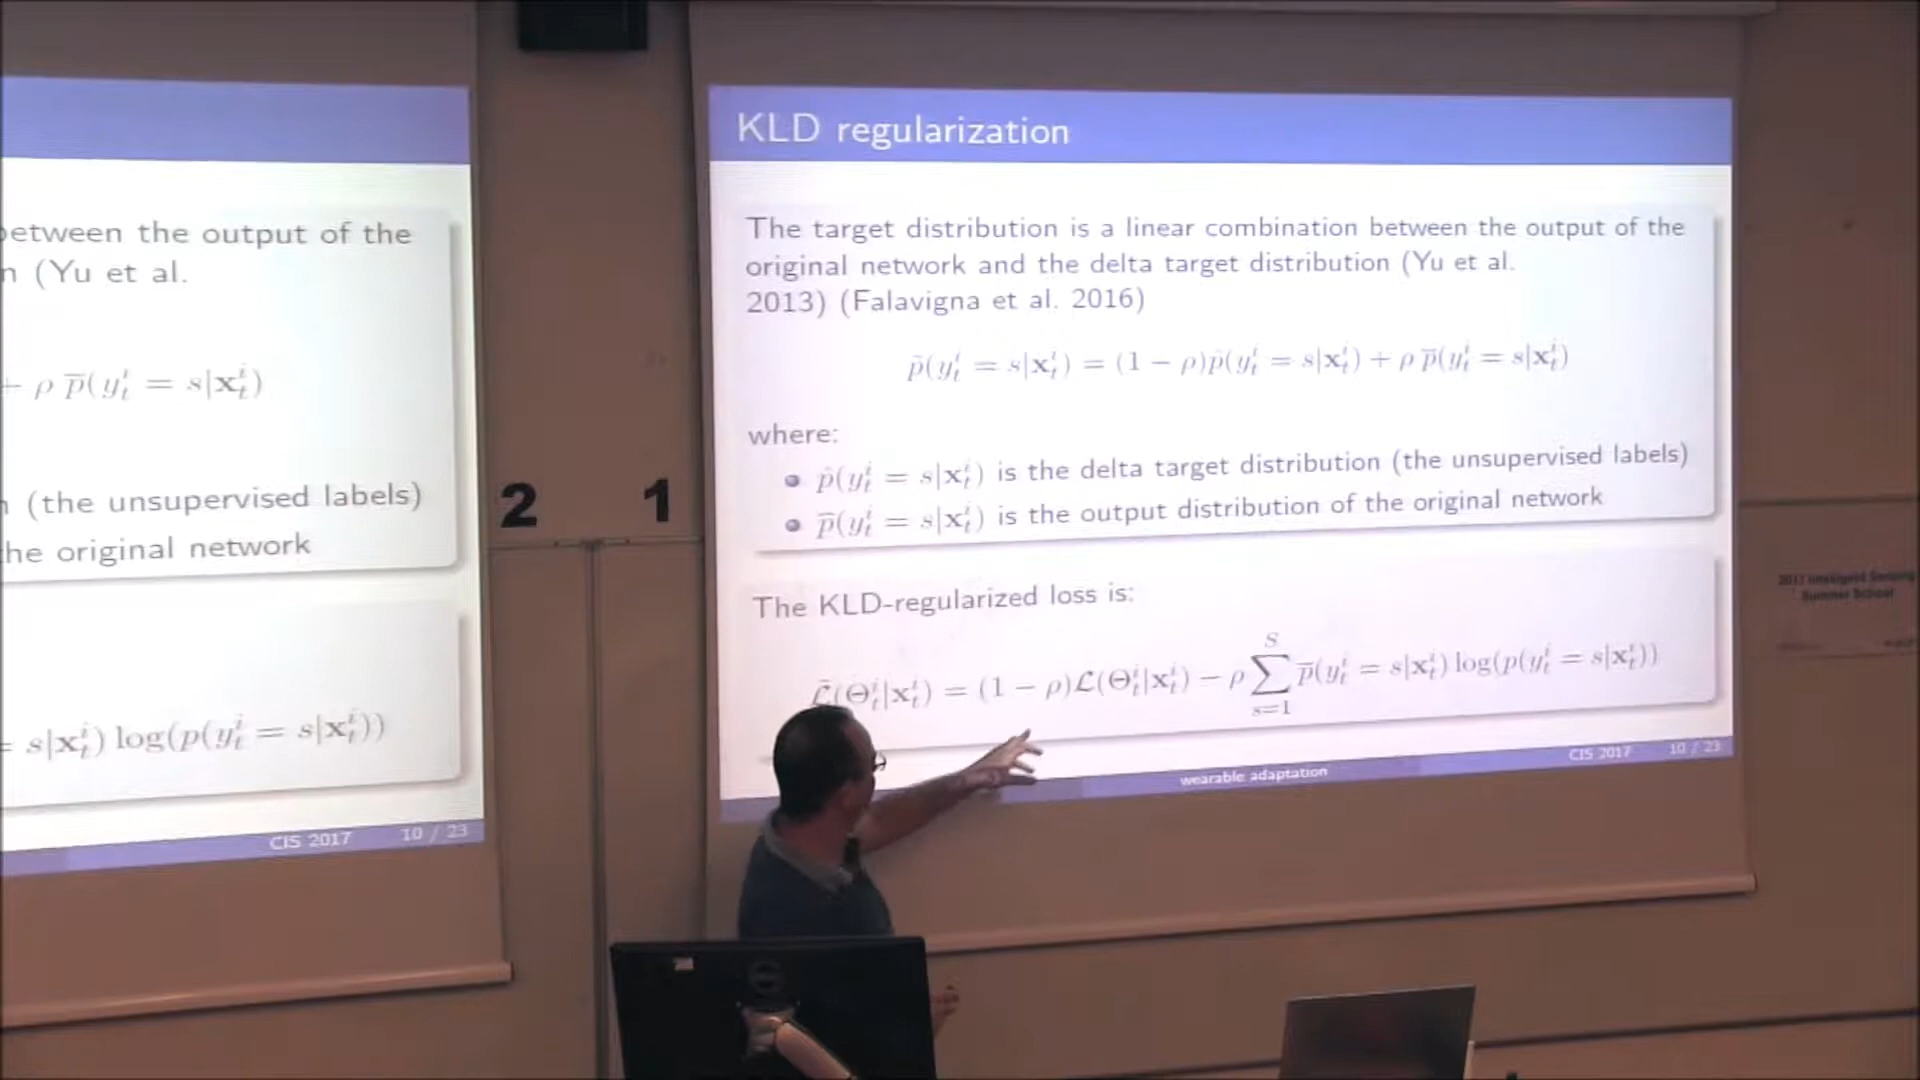 etween the output of the
n (Yu et al.
ρ p̅(y_t^i = s|x_t^i)
(the unsupervised labels)
he original network
s|x_t^i) log(p(y_t^i = s|x_t^i))
CIS 2017 10 / 23
2 1
KLD regularization
The target distribution is a linear combination between the output of the
original network and the delta target distribution (Yu et al.
2013) (Falavigna et al. 2016)
p̃(y_t^i = s|x_t^i) = (1 − ρ)p̂(y_t^i = s|x_t^i) + ρ p̅(y_t^i = s|x_t^i)
where:
p̂(y_t^i = s|x_t^i) is the delta target distribution (the unsupervised labels)
p̅(y_t^i = s|x_t^i) is the output distribution of the original network
The KLD-regularized loss is:
L̃(Θ_t^i|x_t^i) = (1 − ρ)L(Θ_t^i|x_t^i) − ρ ∑_{s=1}^{S} p̅(y_t^i = s|x_t^i) log(p(y_t^i = s|x_t^i))
wearable adaptation CIS 2017 10 / 23
2017 Intelligent Sensing
Summer School